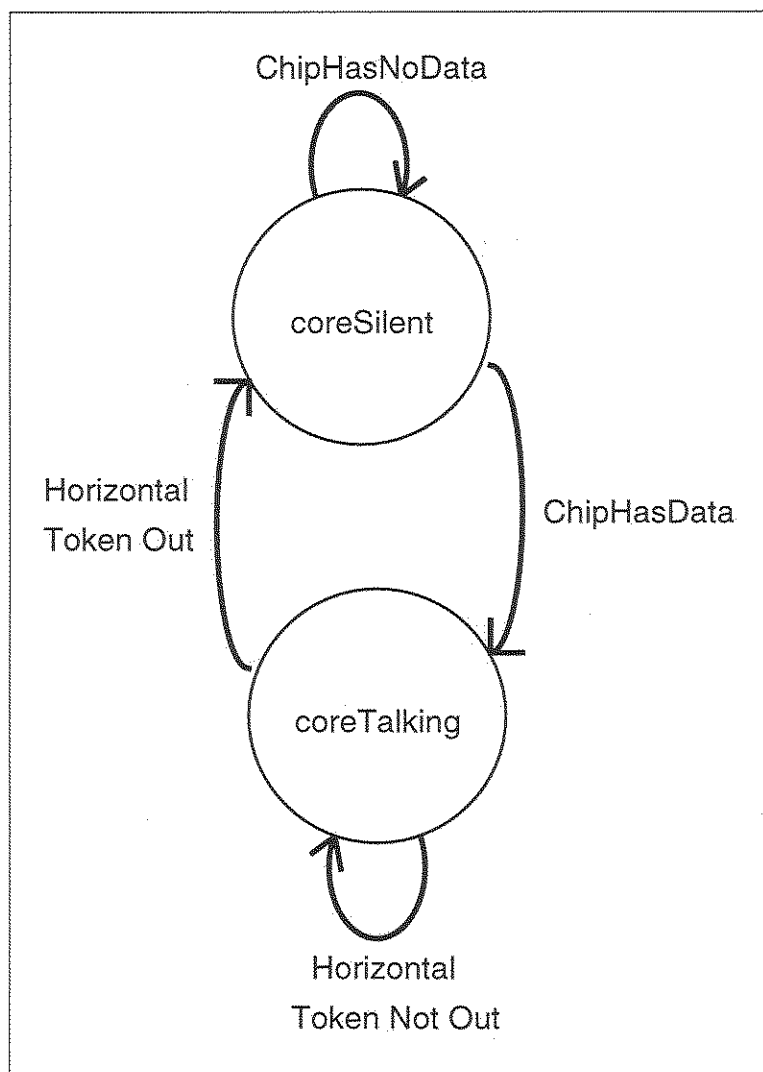 ChipHasNoData
coreSilent
Horizontal
Token Out
ChipHasData
coreTalking
Horizontal
Token Not Out